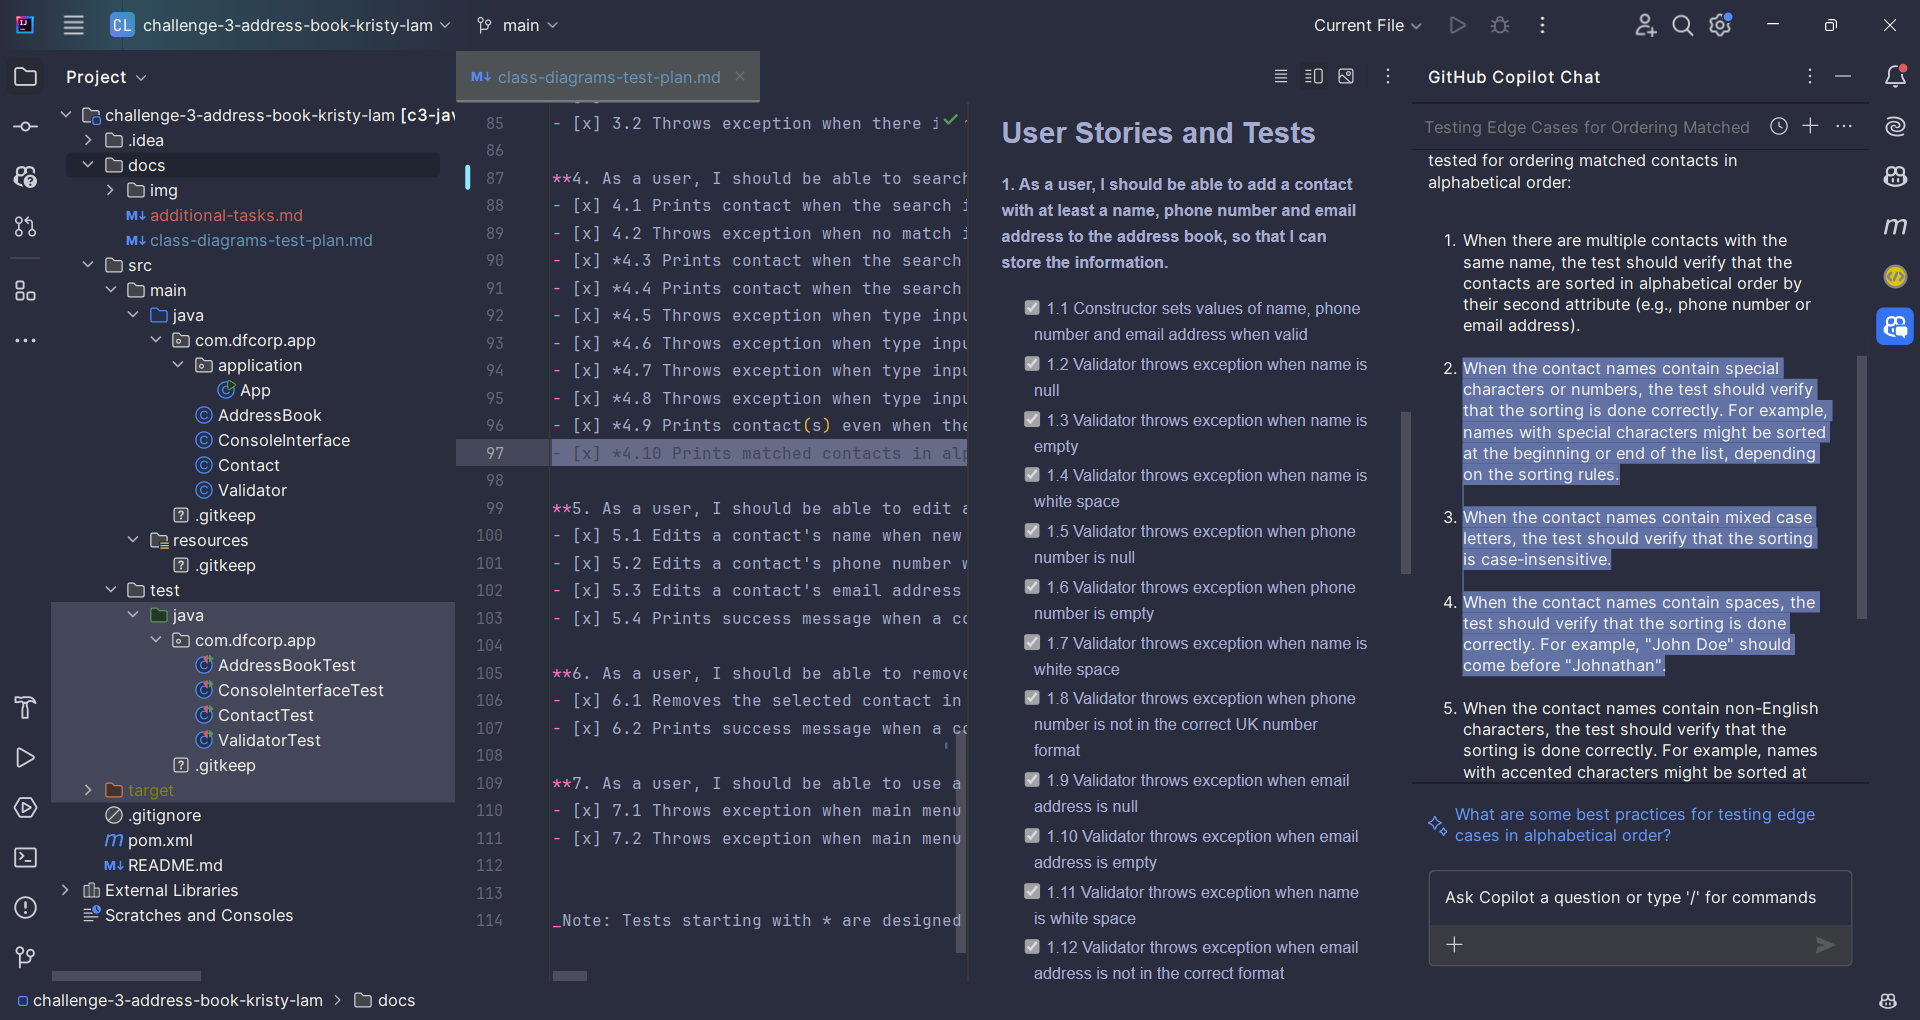 CL challenge-3-address-book-kristy-lam
main
Current File
Project
challenge-3-address-book-kristy-lam [c3-jav
.idea
docs
img
M↓ additional-tasks.md
M↓ class-diagrams-test-plan.md
src
main
java
com.dfcorp.app
application
App
AddressBook
ConsoleInterface
Contact
Validator
.gitkeep
resources
.gitkeep
test
java
com.dfcorp.app
AddressBookTest
ConsoleInterfaceTest
ContactTest
ValidatorTest
.gitkeep
target
.gitignore
m pom.xml
M↓ README.md
External Libraries
Scratches and Consoles
M↓ class-diagrams-test-plan.md
85 - [x] 3.2 Throws exception when there i
86
87 **4. As a user, I should be able to search
88 - [x] 4.1 Prints contact when the search i
89 - [x] 4.2 Throws exception when no match i
90 - [x] *4.3 Prints contact when the search
91 - [x] *4.4 Prints contact when the search
92 - [x] *4.5 Throws exception when type inpu
93 - [x] *4.6 Throws exception when type inpu
94 - [x] *4.7 Throws exception when type inpu
95 - [x] *4.8 Throws exception when type inpu
96 - [x] *4.9 Prints contact(s) even when the
97 - [x] *4.10 Prints matched contacts in alp
98
99 **5. As a user, I should be able to edit a
100 - [x] 5.1 Edits a contact's name when new
101 - [x] 5.2 Edits a contact's phone number w
102 - [x] 5.3 Edits a contact's email address
103 - [x] 5.4 Prints success message when a co
104
105 **6. As a user, I should be able to remove
106 - [x] 6.1 Removes the selected contact in
107 - [x] 6.2 Prints success message when a co
108
109 **7. As a user, I should be able to use a
110 - [x] 7.1 Throws exception when main menu
111 - [x] 7.2 Throws exception when main menu
112
113
114 _Note: Tests starting with * are designed
User Stories and Tests
1. As a user, I should be able to add a contact
with at least a name, phone number and email
address to the address book, so that I can
store the information.
1.1 Constructor sets values of name, phone
number and email address when valid
1.2 Validator throws exception when name is
null
1.3 Validator throws exception when name is
empty
1.4 Validator throws exception when name is
white space
1.5 Validator throws exception when phone
number is null
1.6 Validator throws exception when phone
number is empty
1.7 Validator throws exception when name is
white space
1.8 Validator throws exception when phone
number is not in the correct UK number
format
1.9 Validator throws exception when email
address is null
1.10 Validator throws exception when email
address is empty
1.11 Validator throws exception when name
is white space
1.12 Validator throws exception when email
address is not in the correct format
GitHub Copilot Chat
Testing Edge Cases for Ordering Matched
tested for ordering matched contacts in
alphabetical order:
1. When there are multiple contacts with the
same name, the test should verify that the
contacts are sorted in alphabetical order by
their second attribute (e.g., phone number or
email address).
2. When the contact names contain special
characters or numbers, the test should verify
that the sorting is done correctly. For example,
names with special characters might be sorted
at the beginning or end of the list, depending
on the sorting rules.
3. When the contact names contain mixed case
letters, the test should verify that the sorting
is case-insensitive.
4. When the contact names contain spaces, the
test should verify that the sorting is done
correctly. For example, "John Doe" should
come before "Johnathan".
5. When the contact names contain non-English
characters, the test should verify that the
sorting is done correctly. For example, names
with accented characters might be sorted at
What are some best practices for testing edge
cases in alphabetical order?
Ask Copilot a question or type '/' for commands
m
challenge-3-address-book-kristy-lam > docs